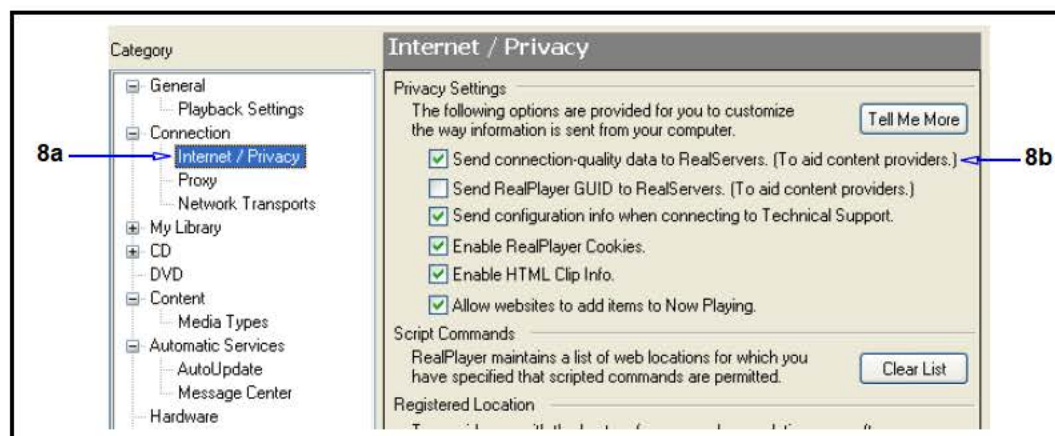 Category
General
Playback Settings
Connection
8a
Internet / Privacy
Proxy
Network Transports
My Library
CD
DVD
Content
Media Types
Automatic Services
AutoUpdate
Message Center
Hardware
Internet / Privacy
Privacy Settings
The following options are provided for you to customize
the way information is sent from your computer.
Tell Me More
Send connection-quality data to RealServers. (To aid content providers.)
8b
Send RealPlayer GUID to RealServers. (To aid content providers.)
Send configuration info when connecting to Technical Support.
Enable RealPlayer Cookies.
Enable HTML Clip Info.
Allow websites to add items to Now Playing.
Script Commands
RealPlayer maintains a list of web locations for which you
have specified that scripted commands are permitted.
Clear List
Registered Location